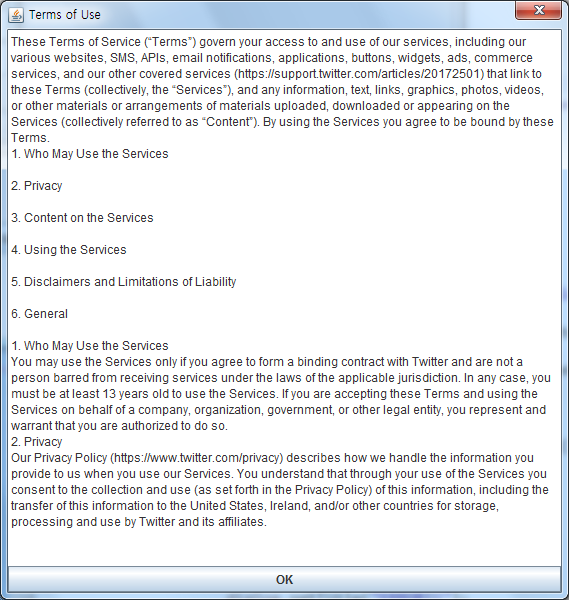 Terms of Use
These Terms of Service (“Terms”) govern your access to and use of our services, including our
various websites, SMS, APIs, email notifications, applications, buttons, widgets, ads, commerce
services, and our other covered services (https://support.twitter.com/articles/20172501) that link to
these Terms (collectively, the “Services”), and any information, text, links, graphics, photos, videos,
or other materials or arrangements of materials uploaded, downloaded or appearing on the
Services (collectively referred to as “Content”). By using the Services you agree to be bound by these
Terms.
1. Who May Use the Services
2. Privacy
3. Content on the Services
4. Using the Services
5. Disclaimers and Limitations of Liability
6. General
1. Who May Use the Services
You may use the Services only if you agree to form a binding contract with Twitter and are not a
person barred from receiving services under the laws of the applicable jurisdiction. In any case, you
must be at least 13 years old to use the Services. If you are accepting these Terms and using the
Services on behalf of a company, organization, government, or other legal entity, you represent and
warrant that you are authorized to do so.
2. Privacy
Our Privacy Policy (https://www.twitter.com/privacy) describes how we handle the information you
provide to us when you use our Services. You understand that through your use of the Services you
consent to the collection and use (as set forth in the Privacy Policy) of this information, including the
transfer of this information to the United States, Ireland, and/or other countries for storage,
processing and use by Twitter and its affiliates.
OK